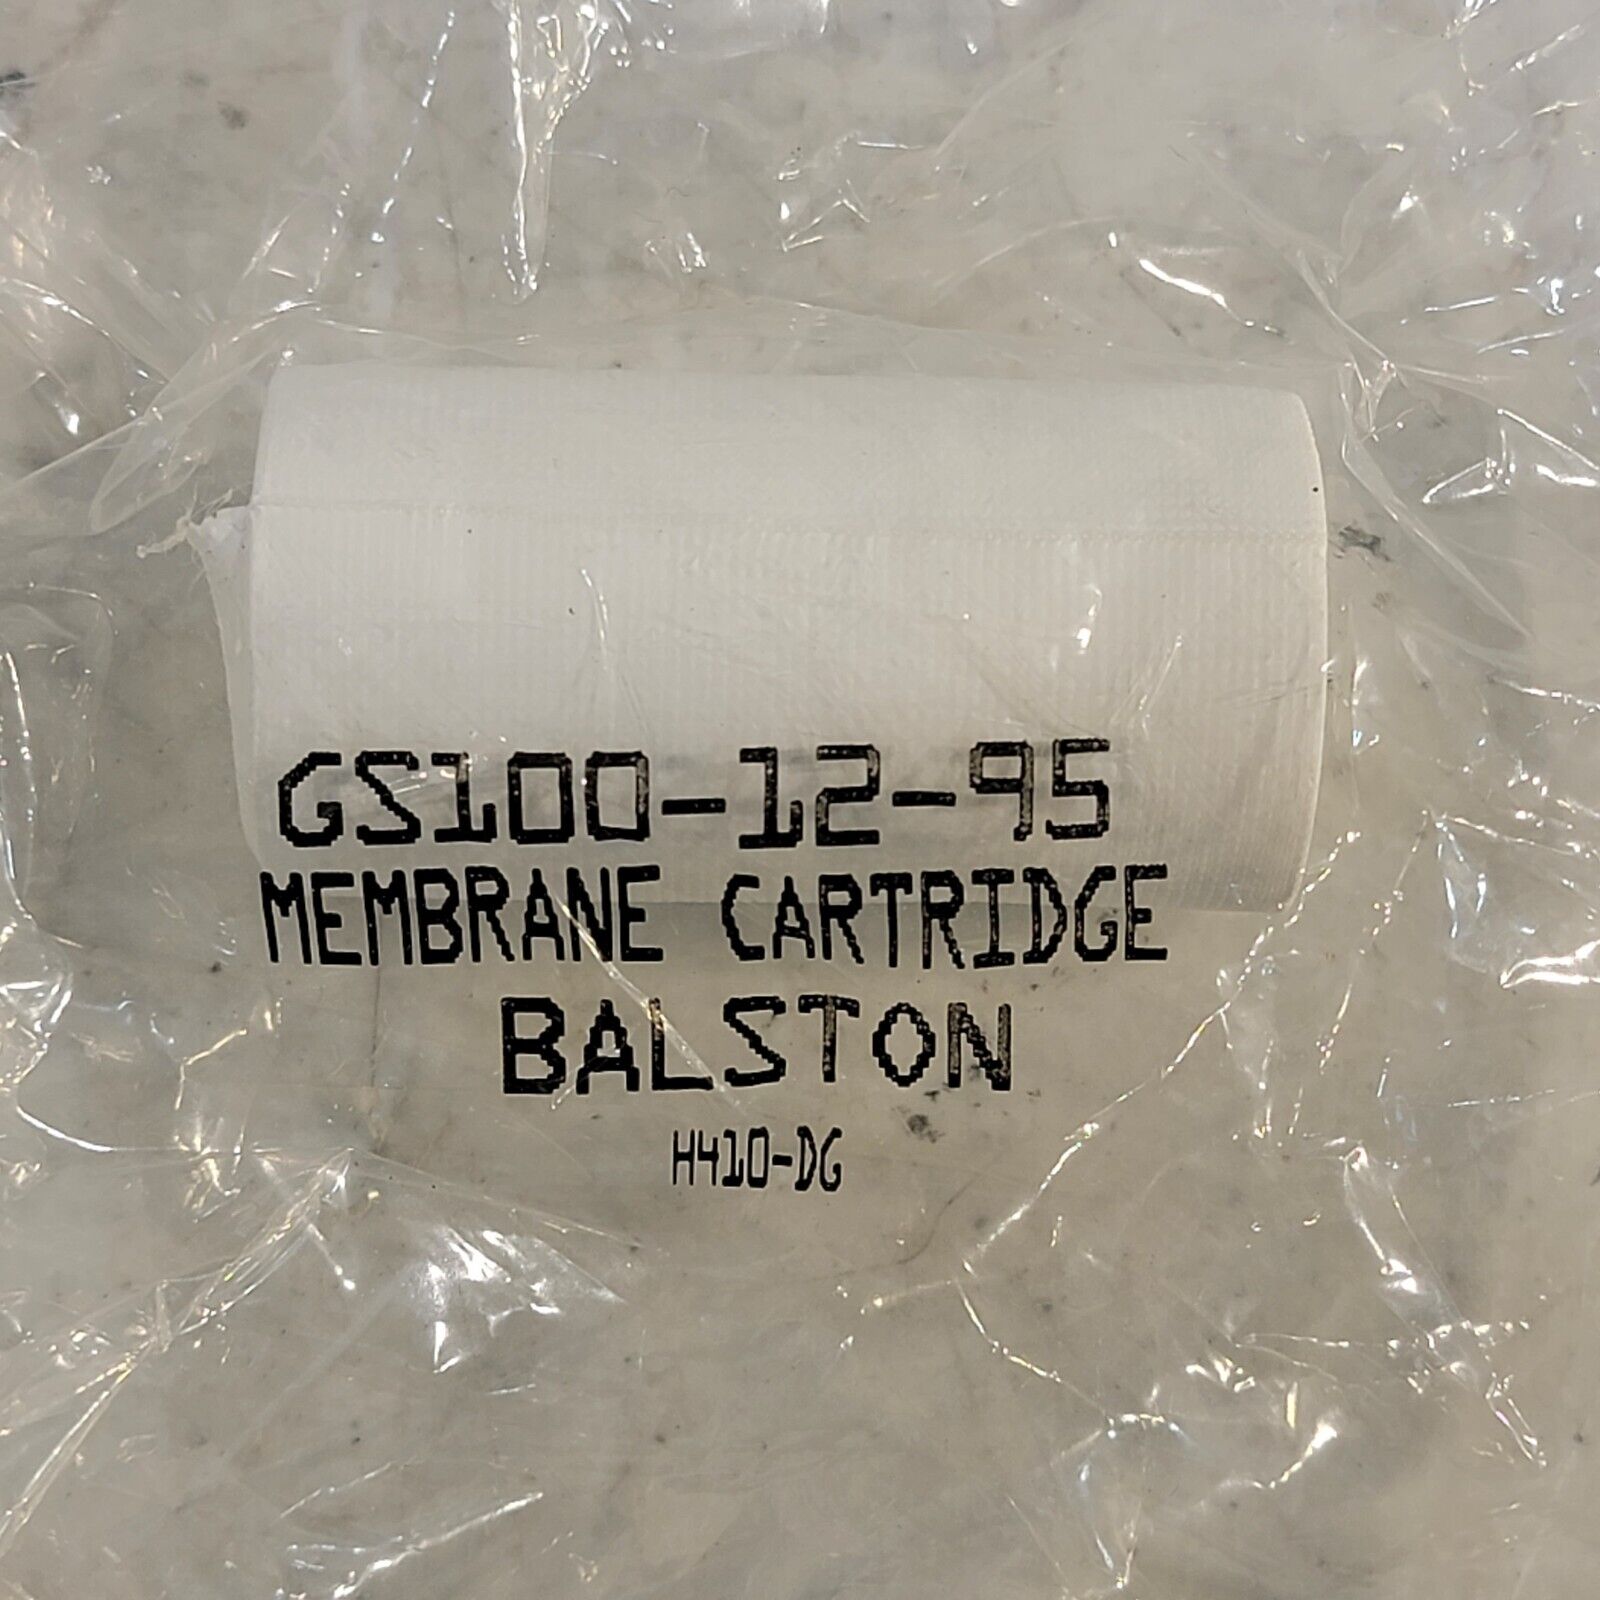 GS100-12-95
MEMBRANE CARTRIDGE
BALSTON
H410-DG